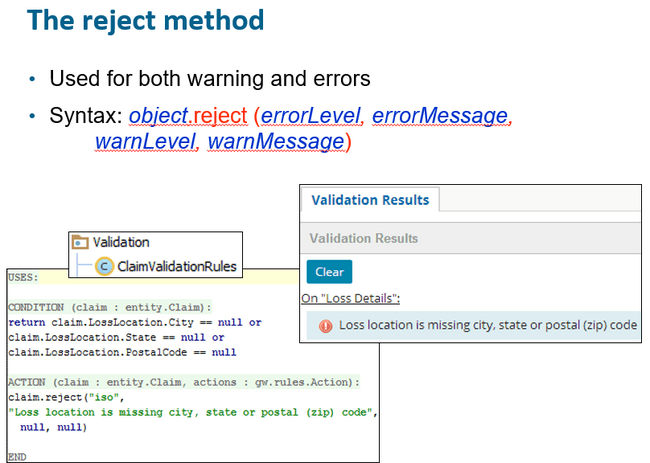 The reject method
• Used for both warning and errors
• Syntax: object.reject (errorLevel, errorMessage,
warnLevel, warnMessage)
Validation
C ClaimValidationRules
USES:
CONDITION (claim : entity.Claim):
return claim.LossLocation.City == null or
claim.LossLocation.State == null or
claim.LossLocation.PostalCode == null
ACTION (claim : entity.Claim, actions : gw.rules.Action):
claim.reject("iso",
"Loss location is missing city, state or postal (zip) code",
null, null)
END
Validation Results
Validation Results
Clear
On "Loss Details":
Loss location is missing city, state or postal (zip) code